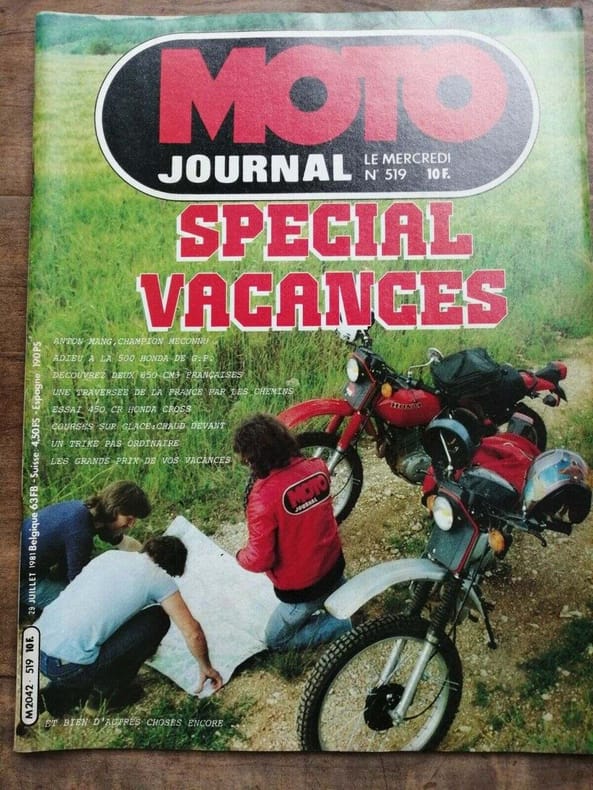 MOTO
JOURNAL
LE MERCREDI
N° 519 10 F.
SPECIAL
VACANCES
ANTON MANG, CHAMPION MECONNU
ADIEU A LA 500 HONDA DE G.P.
DECOUVREZ DEUX 850 CM3 FRANÇAISES
UNE TRAVERSEE DE LA FRANCE PAR LES CHEMINS
ESSAI 450 CR HONDA CROSS
COURSES SUR GLACE:CHAUD DEVANT
UN TRIKE PAS ORDINAIRE
LES GRANDS PRIX DE VOS VACANCES
HONDA
MOTO
JOURNAL
ET BIEN D'AUTRES CHOSES ENCORE ...
M 2042 - 519 10 F.
29 JUILLET 1981 Belgique 63 FB - Suisse 4,50 FS - Espagne 190 PS